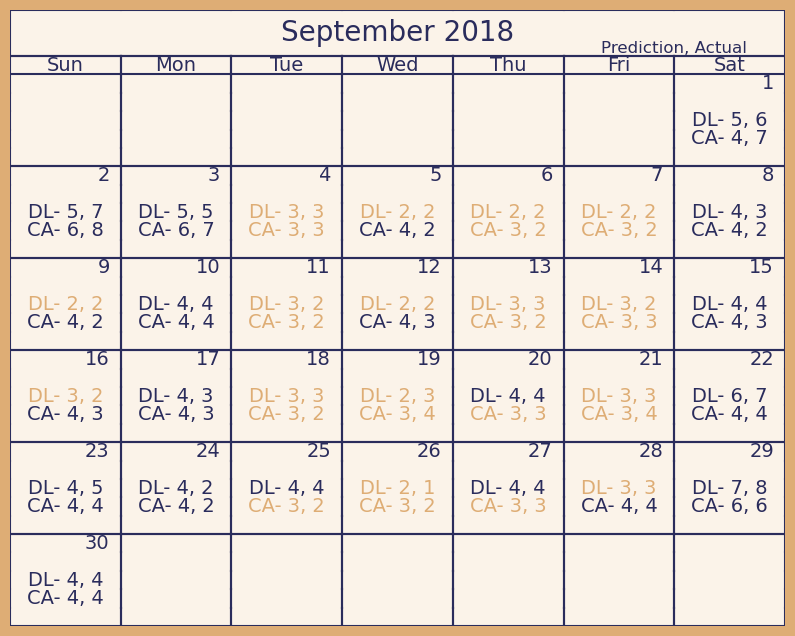 September 2018
Prediction, Actual
Sun Mon Tue Wed Thu Fri Sat
1
DL- 5, 6
CA- 4, 7
2 3 4 5 6 7 8
DL- 5, 7 DL- 5, 5 DL- 3, 3 DL- 2, 2 DL- 2, 2 DL- 2, 2 DL- 4, 3
CA- 6, 8 CA- 6, 7 CA- 3, 3 CA- 4, 2 CA- 3, 2 CA- 3, 2 CA- 4, 2
9 10 11 12 13 14 15
DL- 2, 2 DL- 4, 4 DL- 3, 2 DL- 2, 2 DL- 3, 3 DL- 3, 2 DL- 4, 4
CA- 4, 2 CA- 4, 4 CA- 3, 2 CA- 4, 3 CA- 3, 2 CA- 3, 3 CA- 4, 3
16 17 18 19 20 21 22
DL- 3, 2 DL- 4, 3 DL- 3, 3 DL- 2, 3 DL- 4, 4 DL- 3, 3 DL- 6, 7
CA- 4, 3 CA- 4, 3 CA- 3, 2 CA- 3, 4 CA- 3, 3 CA- 3, 4 CA- 4, 4
23 24 25 26 27 28 29
DL- 4, 5 DL- 4, 2 DL- 4, 4 DL- 2, 1 DL- 4, 4 DL- 3, 3 DL- 7, 8
CA- 4, 4 CA- 4, 2 CA- 3, 2 CA- 3, 2 CA- 3, 3 CA- 4, 4 CA- 6, 6
30
DL- 4, 4
CA- 4, 4